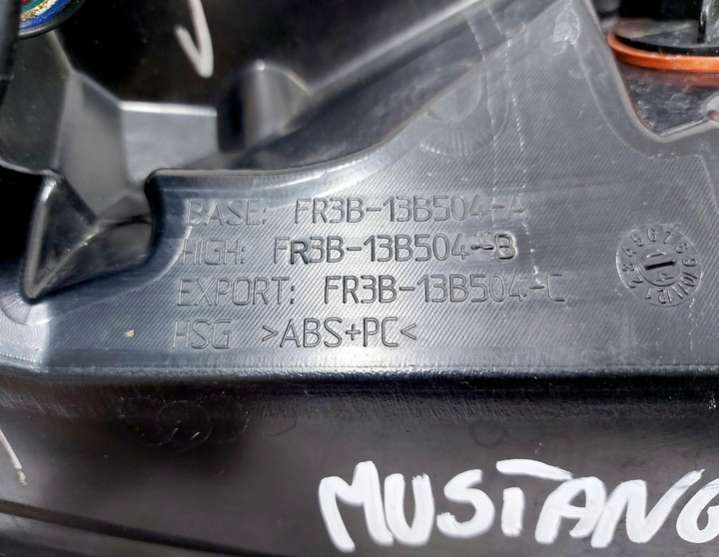 BASE: FR3B-13B504-A
HIGH: FR3B-13B504-B
EXPORT: FR3B-13B504-C
HSG >ABS+PC<
MUSTANG